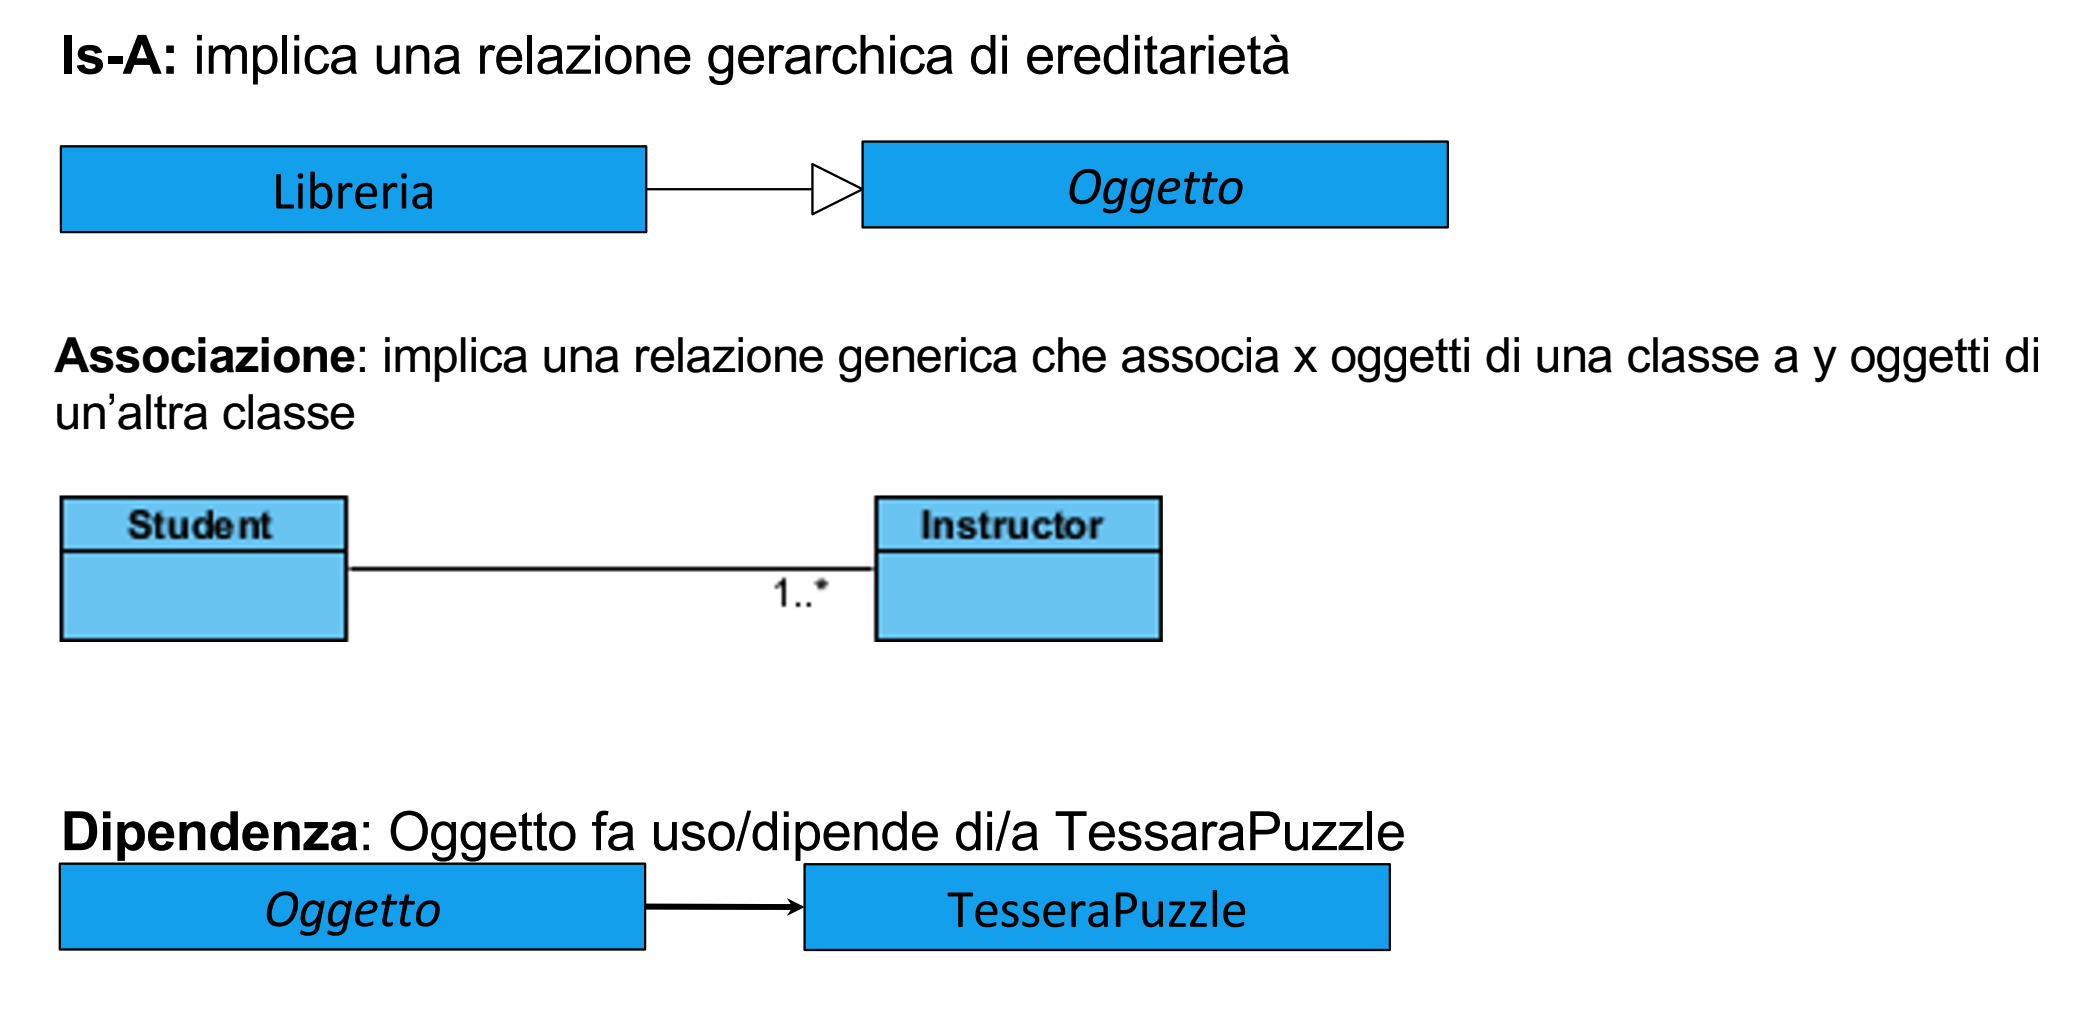 Is-A: implica una relazione gerarchica di ereditarietà
Libreria
Oggetto
Associazione: implica una relazione generica che associa x oggetti di una classe a y oggetti di
un’altra classe
Student
Instructor
1..*
Dipendenza: Oggetto fa uso/dipende di/a TessaraPuzzle
Oggetto
TesseraPuzzle